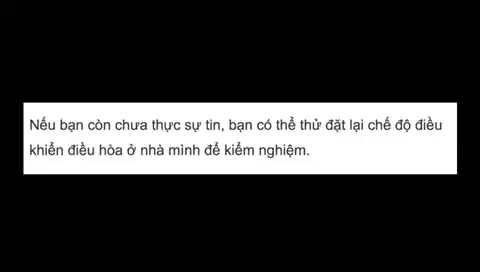 Nếu bạn còn chưa thực sự tin, bạn có thể thử đặt lại chế độ điều
khiển điều hòa ở nhà mình để kiểm nghiệm.